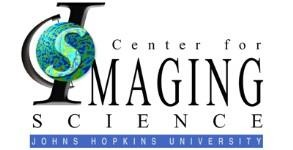 Center for
IMAGING
SCIENCE
JOHNS HOPKINS UNIVERSITY